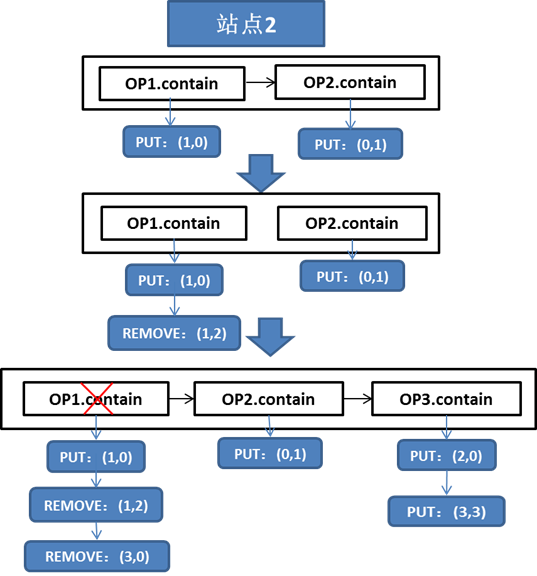 站点2
OP1.contain OP2.contain
PUT：(1,0) PUT：(0,1)
OP1.contain OP2.contain
PUT：(1,0) PUT：(0,1)
REMOVE：(1,2)
OP1.contain OP2.contain OP3.contain
PUT：(1,0) PUT：(0,1) PUT：(2,0)
REMOVE：(1,2) PUT：(3,3)
REMOVE：(3,0)